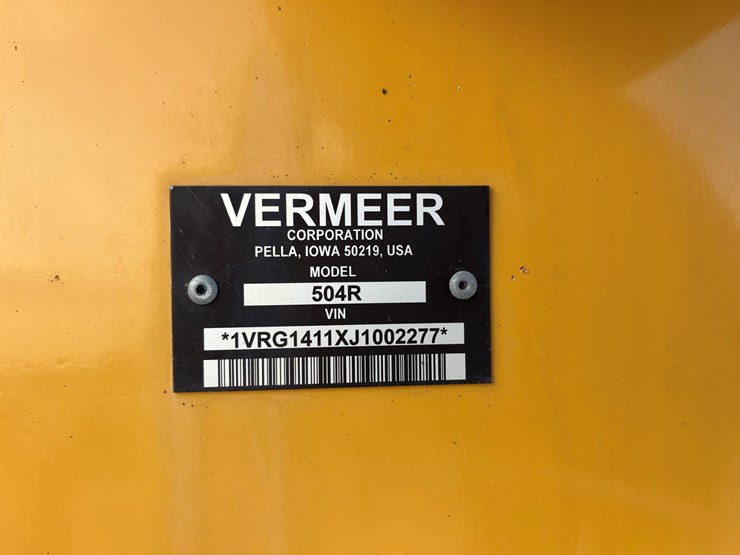 VERMEER
CORPORATION
PELLA, IOWA 50219, USA
MODEL
504R
VIN
*1VRG1411XJ1002277*